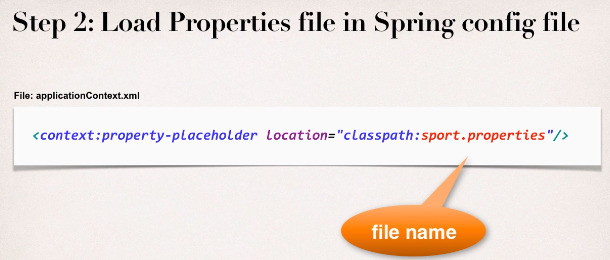 Step 2: Load Properties file in Spring config file
File: applicationContext.xml
<context:property-placeholder location="classpath:sport.properties"/>
file name